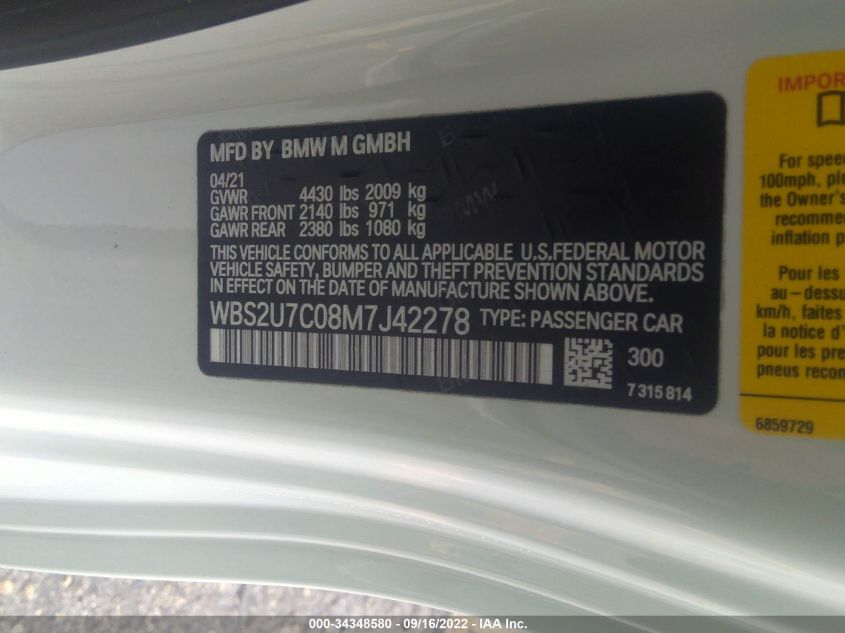 MFD BY BMW M GMBH
04/21
GVWR 4430 lbs 2009 kg
GAWR FRONT 2140 lbs 971 kg
GAWR REAR 2380 lbs 1080 kg
THIS VEHICLE CONFORMS TO ALL APPLICABLE U.S.FEDERAL MOTOR
VEHICLE SAFETY, BUMPER AND THEFT PREVENTION STANDARDS
IN EFFECT ON THE DATE OF MANUFACTURE SHOWN ABOVE.
WBS2U7C08M7J42278 TYPE: PASSENGER CAR
300
7 315 814
IMPOR
For spee
100mph, ple
the Owner's
recomme
inflation p
Pour les
au-dessu
km/h, faites
la notice d'
pour les pre
pneus recon
6859729
000-34348580 - 09/16/2022 - IAA Inc.